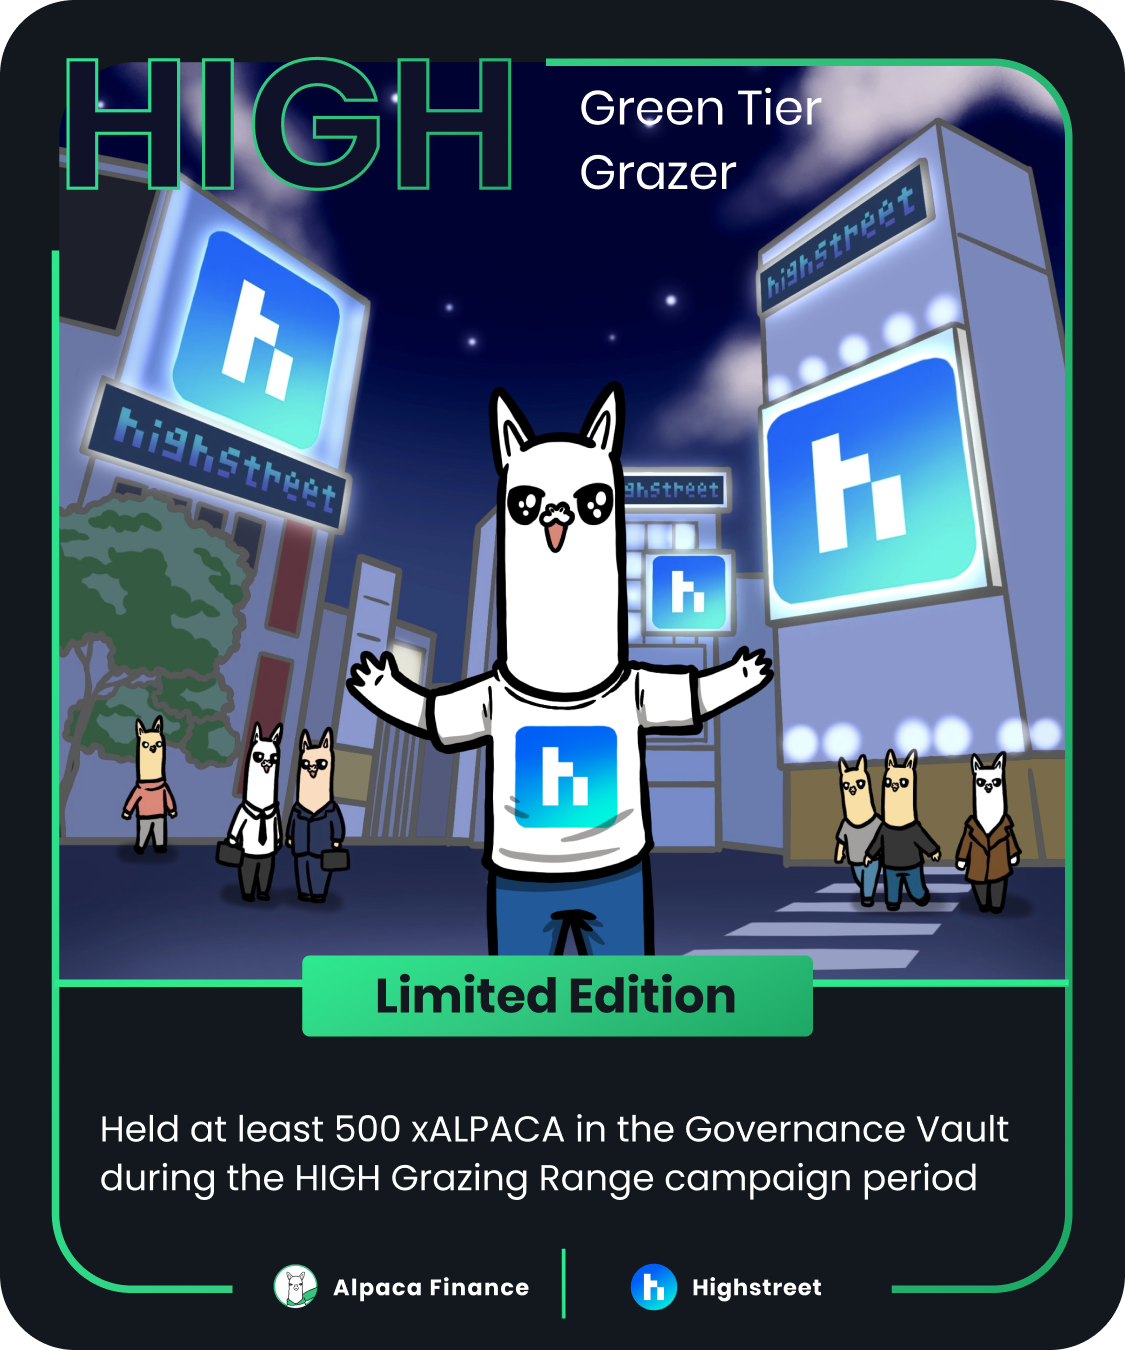 HIGH
Green Tier
Grazer
highstreet
highstreet
ghstreet
Limited Edition
Held at least 500 xALPACA in the Governance Vault
during the HIGH Grazing Range campaign period
Alpaca Finance
Highstreet